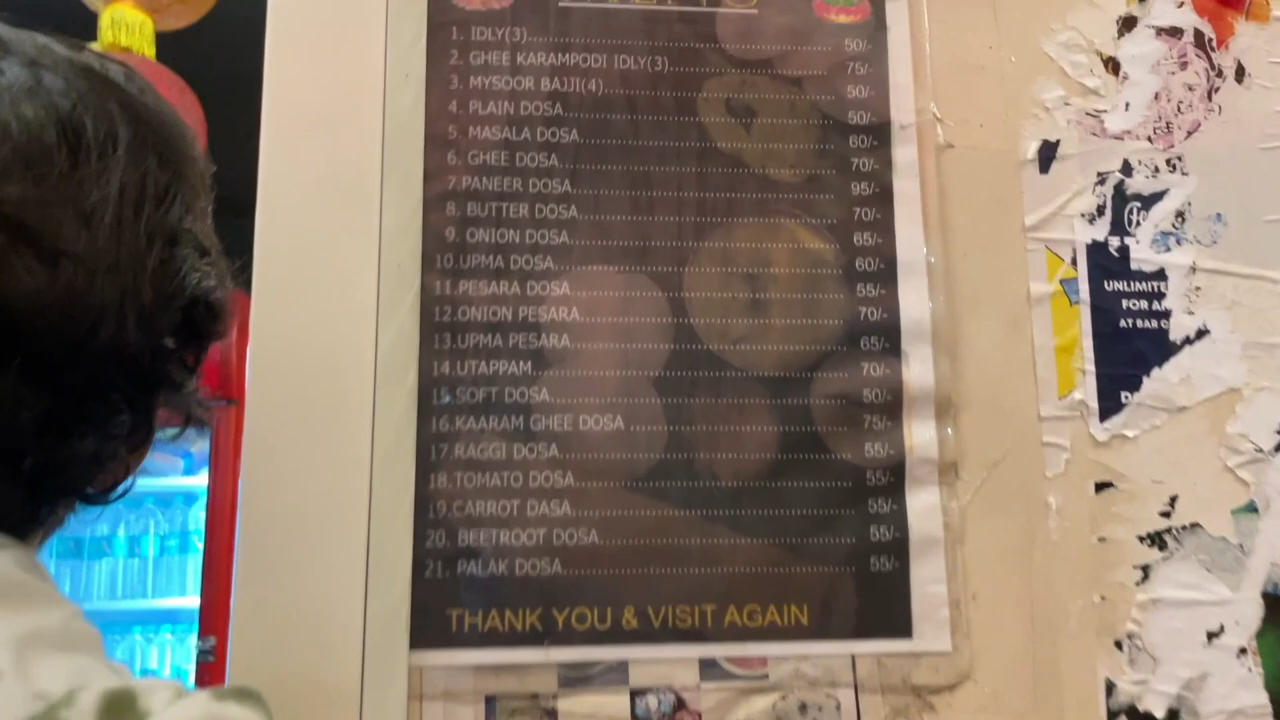 1. IDLY(3)...............50/-
2. GHEE KARAMPODI IDLY(3)...............75/-
3. MYSOOR BAJJI(4)...............50/-
4. PLAIN DOSA...............50/-
5. MASALA DOSA...............60/-
6. GHEE DOSA...............70/-
7.PANEER DOSA...............95/-
8. BUTTER DOSA...............70/-
9. ONION DOSA...............65/-
10.UPMA DOSA...............60/-
11.PESARA DOSA...............55/-
12.ONION PESARA...............70/-
13.UPMA PESARA...............65/-
14.UTAPPAM...............70/-
15.SOFT DOSA...............50/-
16.KAARAM GHEE DOSA ...............75/-
17.RAGGI DOSA...............55/-
18.TOMATO DOSA...............55/-
19.CARROT DASA...............55/-
20. BEETROOT DOSA...............55/-
21. PALAK DOSA...............55/-
THANK YOU & VISIT AGAIN
FOR
AT BAR